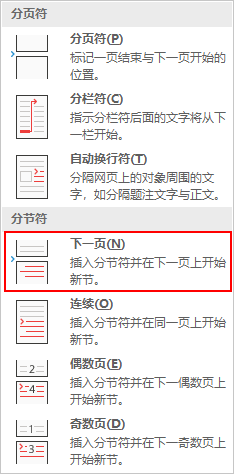 分页符
分页符(P)
标记一页结束与下一页开始的
位置。
分栏符(C)
指示分栏符后面的文字将从下
一栏开始。
自动换行符(T)
分隔网页上的对象周围的文
字，如分隔题注文字与正文。
分节符
下一页(N)
插入分节符并在下一页上开始
新节。
连续(O)
插入分节符并在同一页上开始
新节。
偶数页(E)
2
4
插入分节符并在下一偶数页上
开始新节。
奇数页(D)
1
3
插入分节符并在下一奇数页上
开始新节。